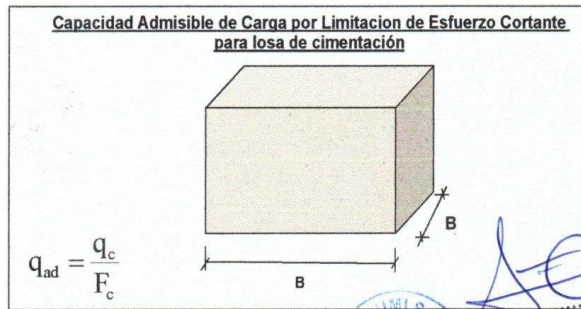 Capacidad Admisible de Carga por Limitacion de Esfuerzo Cortante
para losa de cimentación
B
q_ad = q_c / F_c
B